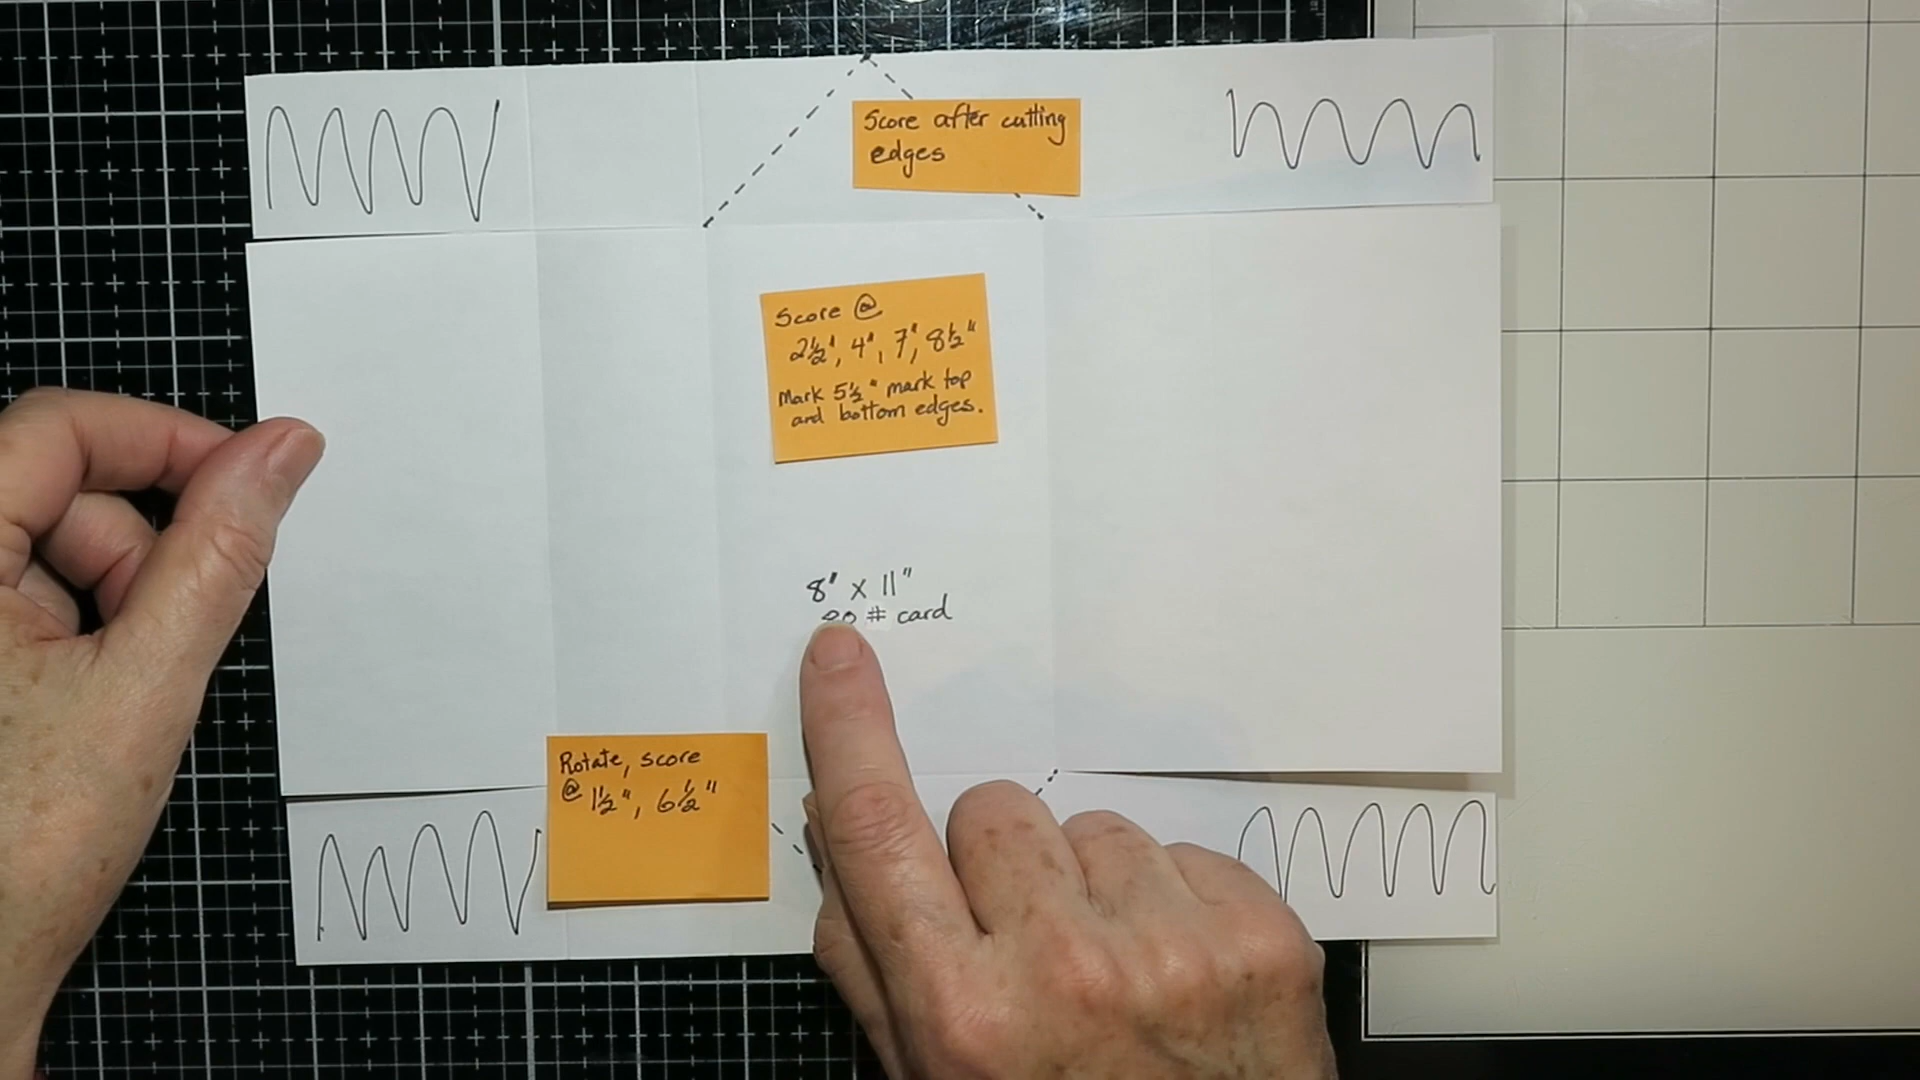 Score after cutting
edges
Score @
2½", 4", 7", 8½"
Mark 5½" mark top
and bottom edges.
8" x 11"
# card
Rotate, score
@ 1½", 6½"